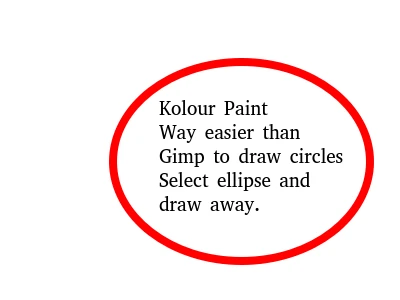 Kolour Paint
Way easier than
Gimp to draw circles
Select ellipse and
draw away.